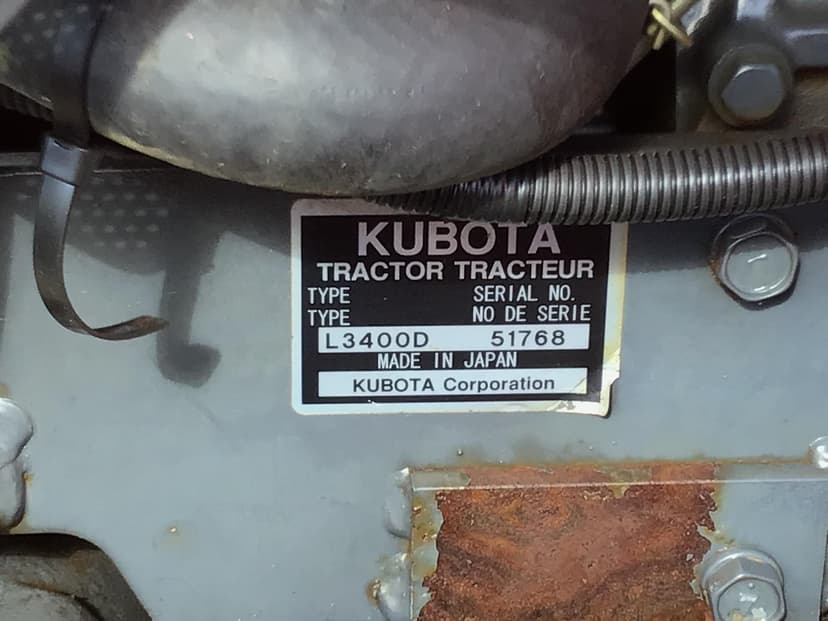 KUBOTA
TRACTOR TRACTEUR
TYPE SERIAL NO.
TYPE NO DE SERIE
L3400D 51768
MADE IN JAPAN
KUBOTA Corporation